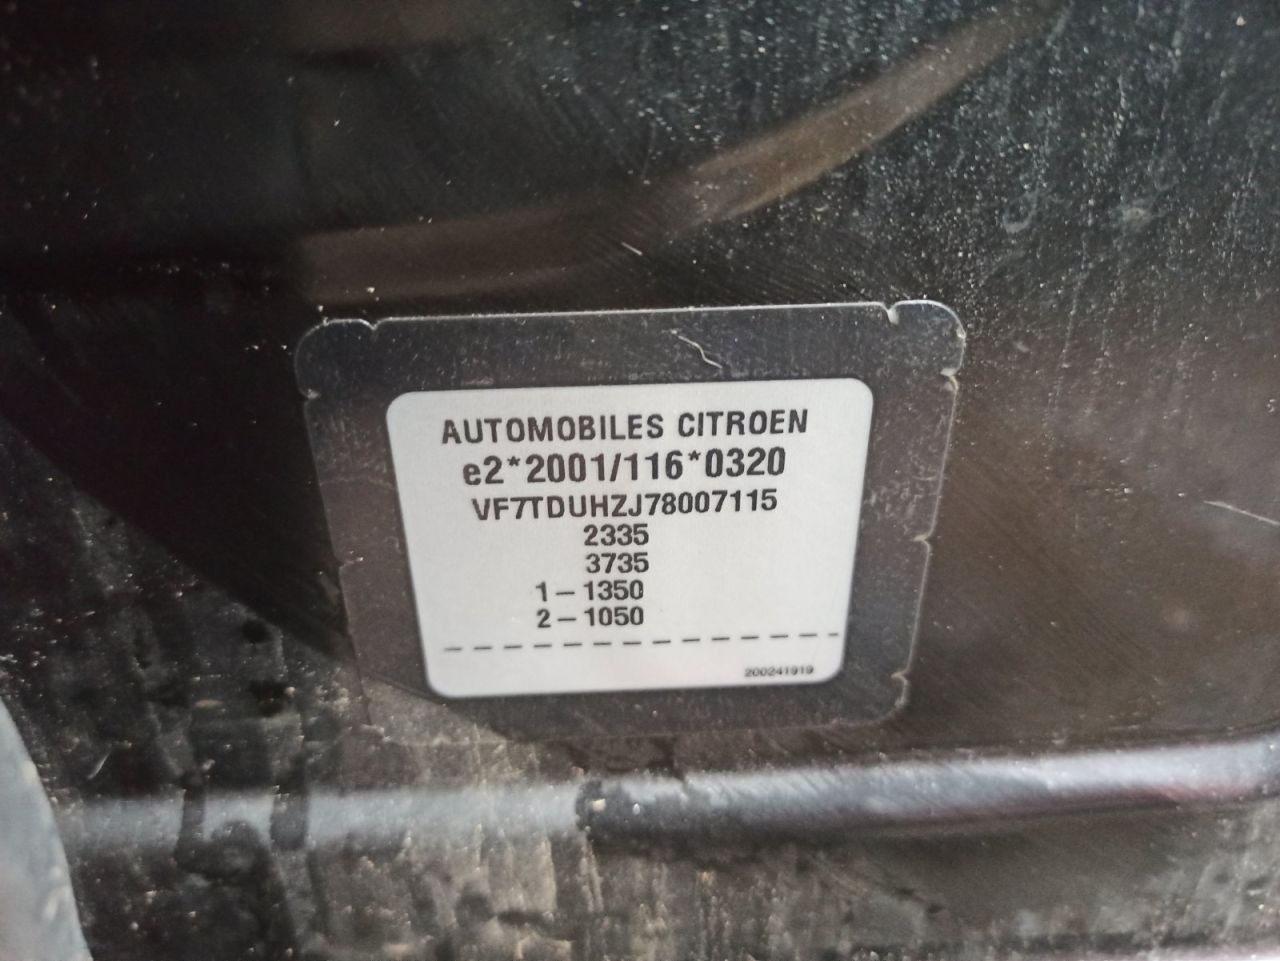 AUTOMOBILES CITROEN
e2*2001/116*0320
VF7TDUHZJ78007115
2335
3735
1-1350
2-1050
200241919